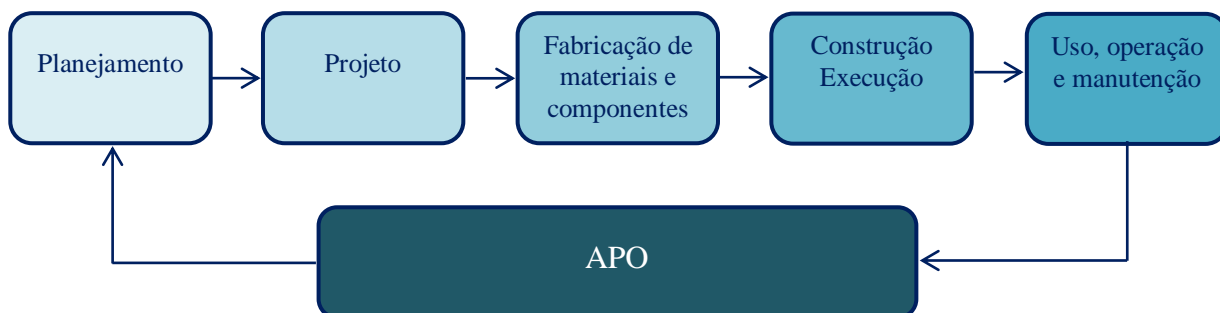 Planejamento
Projeto
Fabricação de
materiais e
componentes
Construção
Execução
Uso, operação
e manutenção
APO